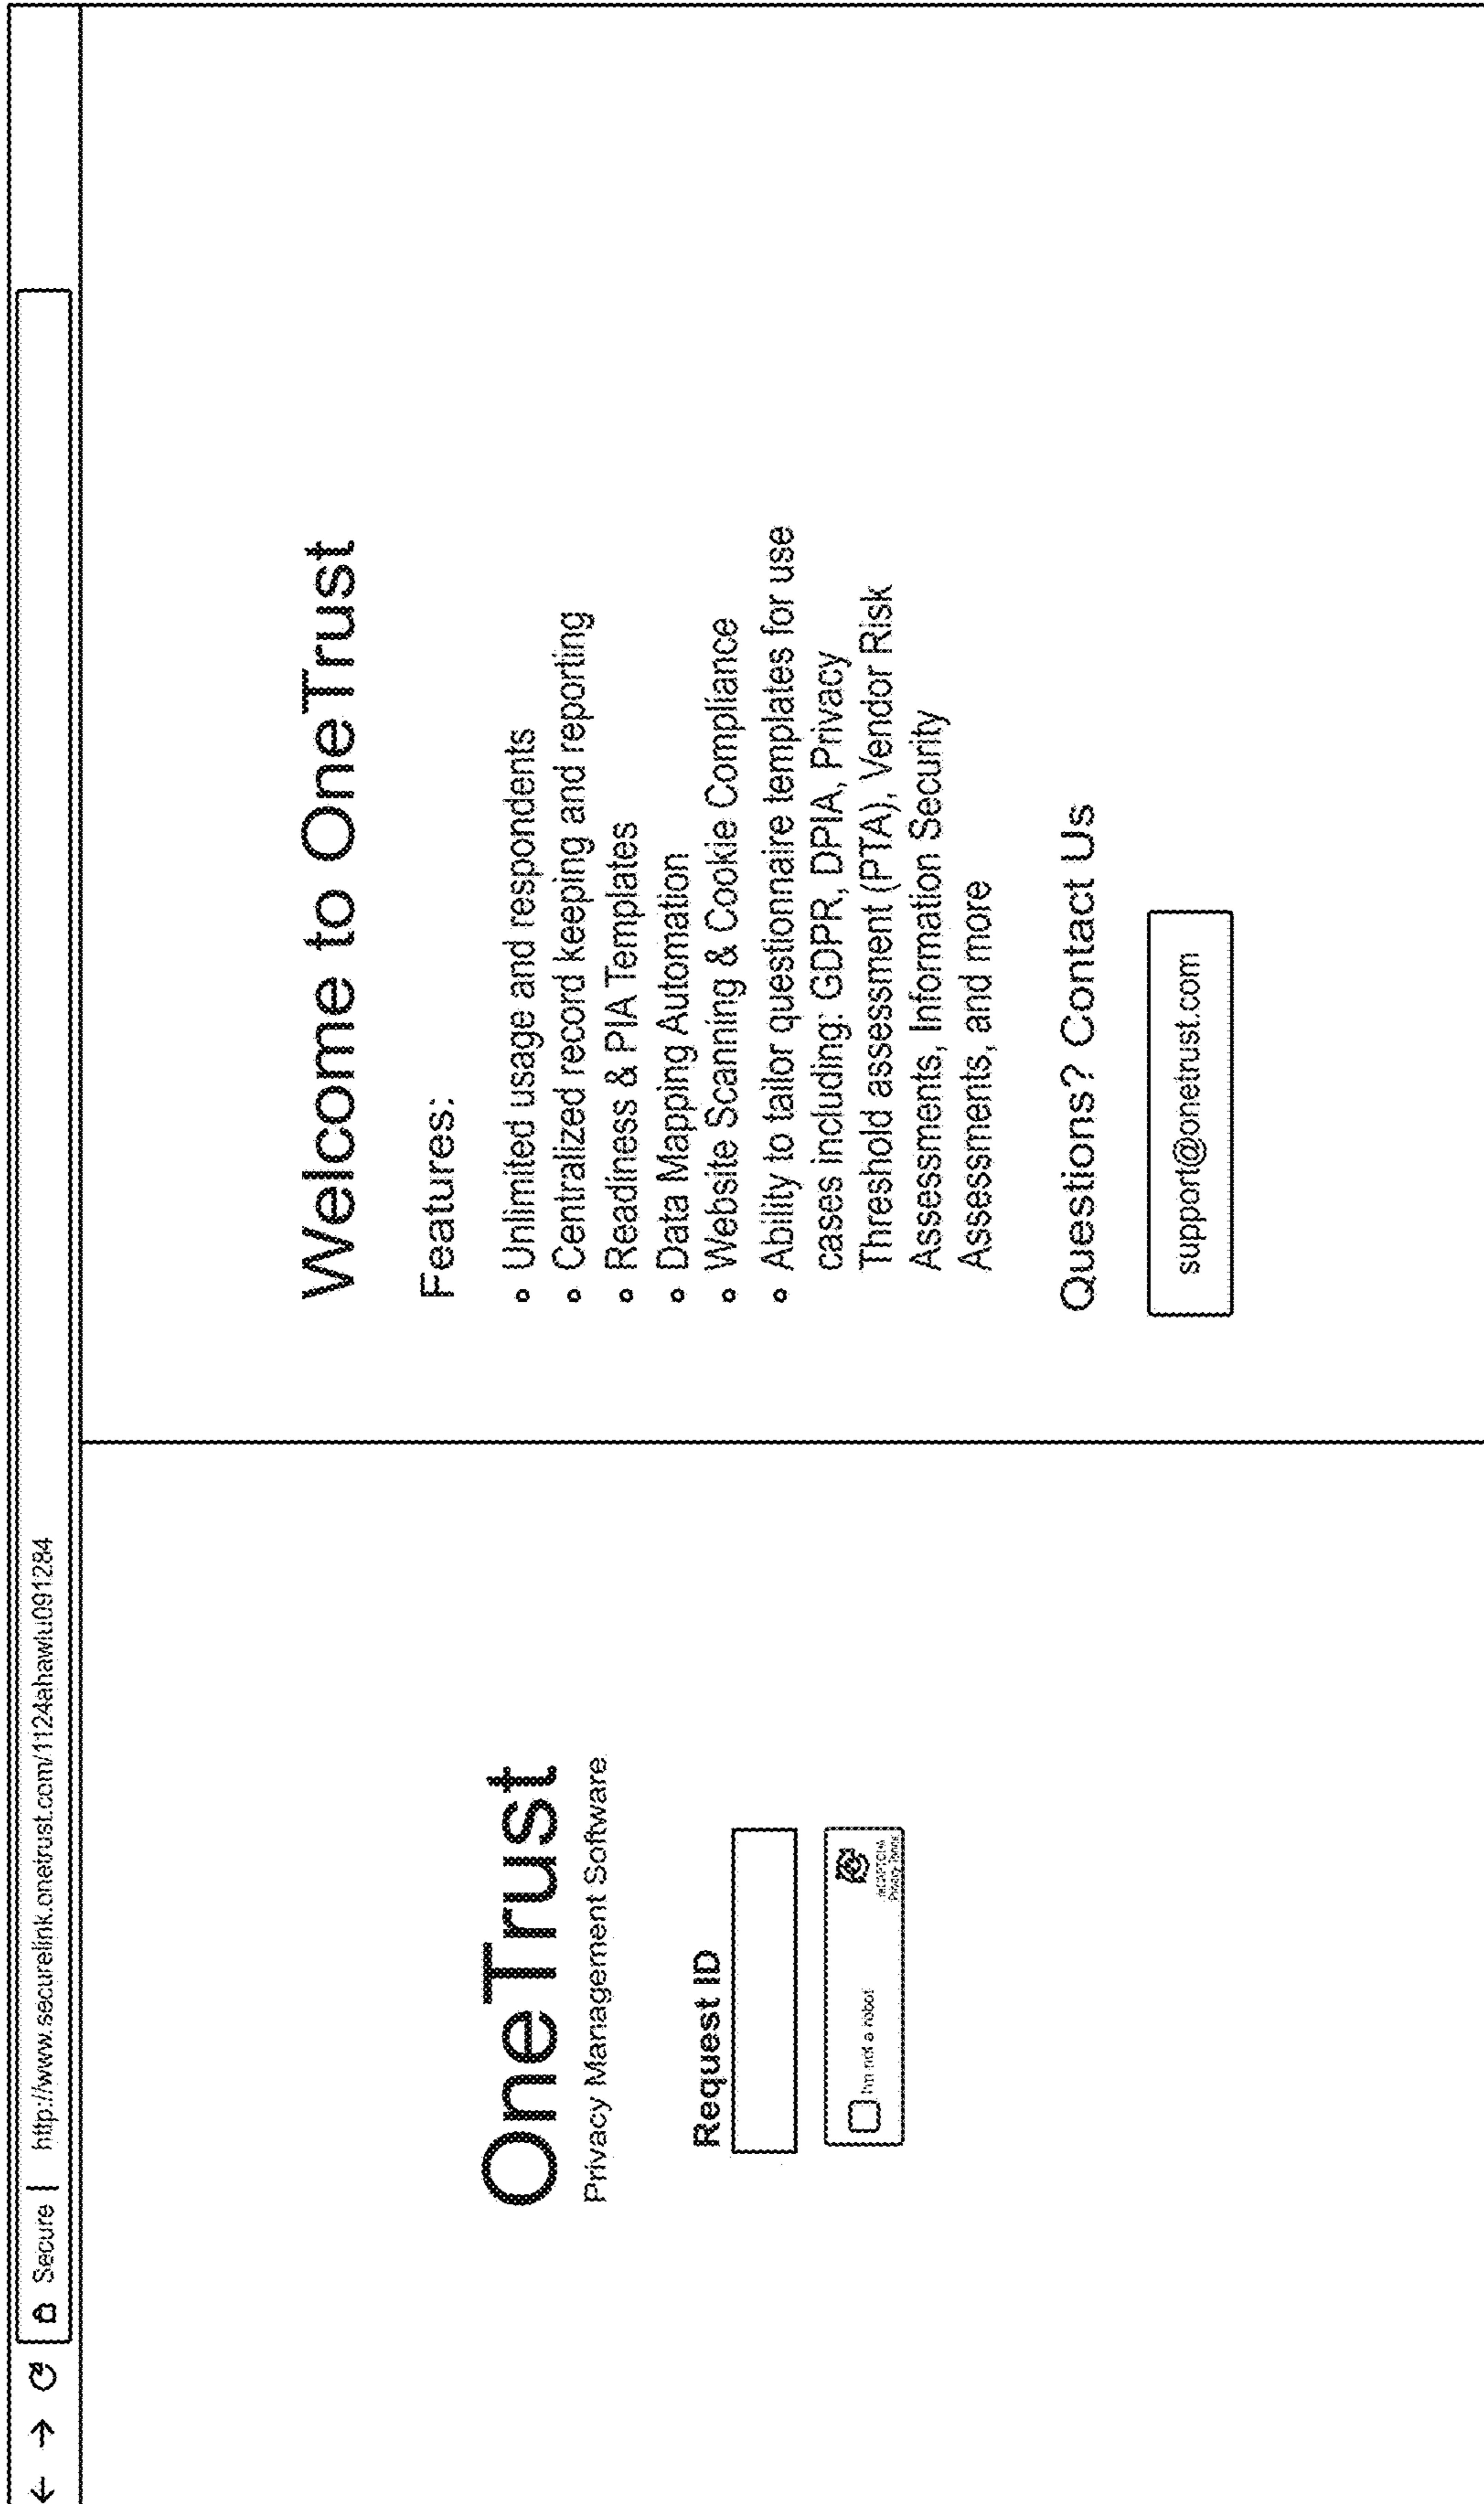 Secure | http://www.securelink.onetrust.com/1124ahawlu091284
OneTrust
Privacy Management Software
Request ID
I'm not a robot
reCAPTCHA
Privacy - Terms
Welcome to OneTrust
Features:
Unlimited usage and respondents
Centralized record keeping and reporting
Readiness & PIA Templates
Data Mapping Automation
Website Scanning & Cookie Compliance
Ability to tailor questionnaire templates for use
cases including: GDPR, DPIA, Privacy
Threshold assessment (PTA), Vendor Risk
Assessments, Information Security
Assessments, and more
Questions? Contact Us
support@onetrust.com